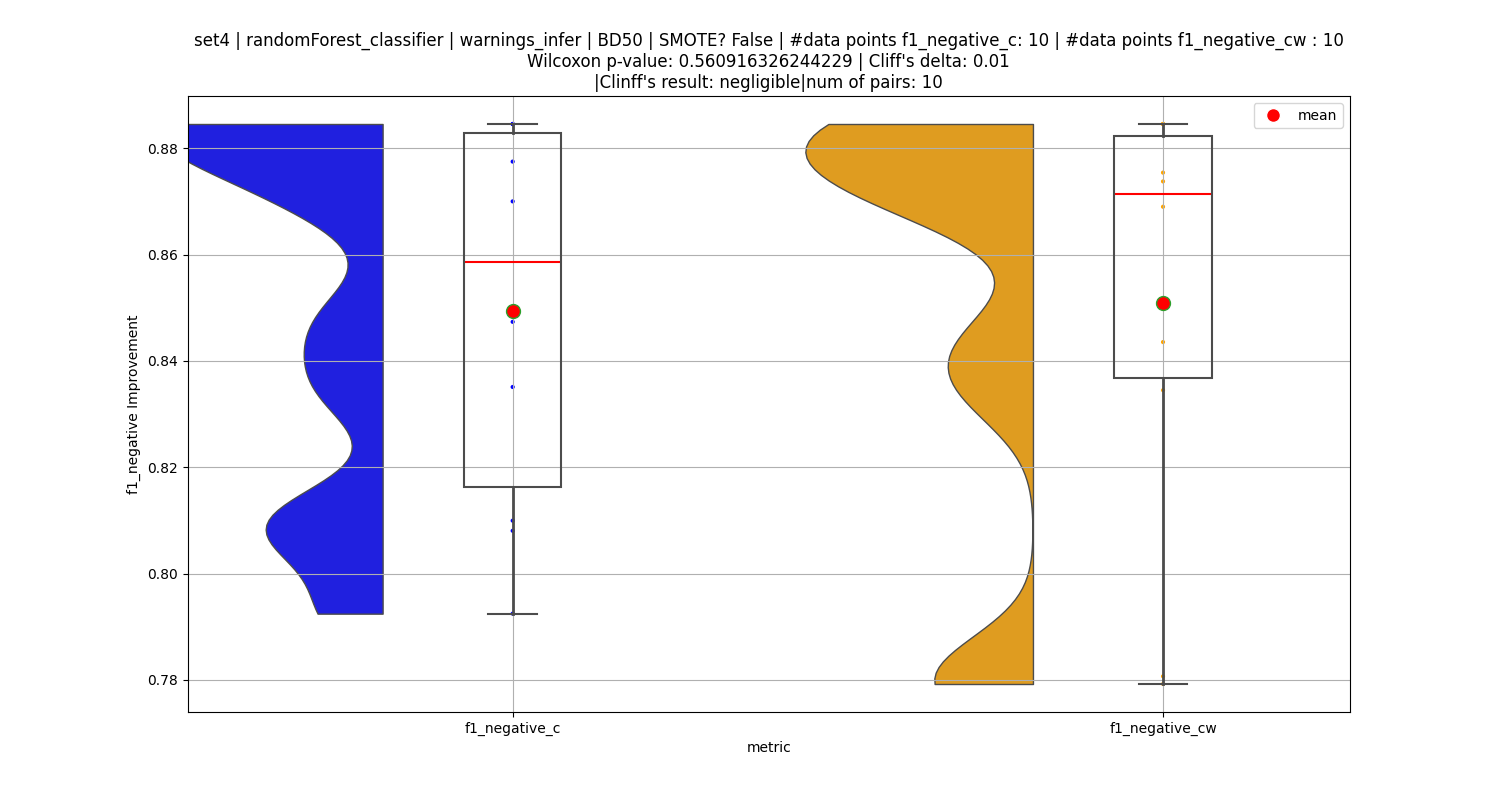 set4 | randomForest_classifier | warnings_infer | BD50 | SMOTE? False | #data points f1_negative_c: 10 | #data points f1_negative_cw : 10
Wilcoxon p-value: 0.560916326244229 | Cliff's delta: 0.01
|Clinff's result: negligible|num of pairs: 10
mean
0.88
0.86
0.84
0.82
0.80
0.78
f1_negative Improvement
f1_negative_c
f1_negative_cw
metric